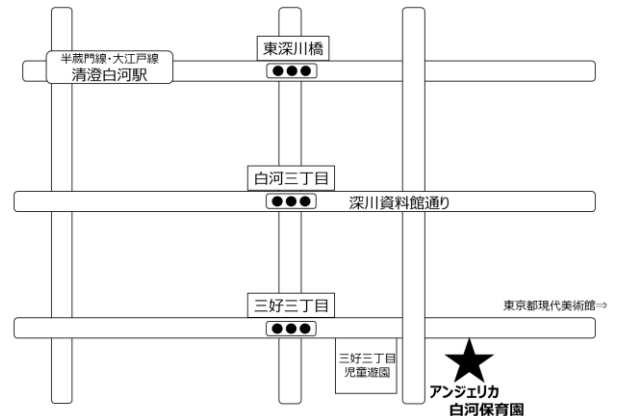 東深川橋
半蔵門線・大江戸線
清澄白河駅
白河三丁目
深川資料館通り
三好三丁目
東京都現代美術館⇒
三好三丁目
児童遊園
アンジェリカ
白河保育園